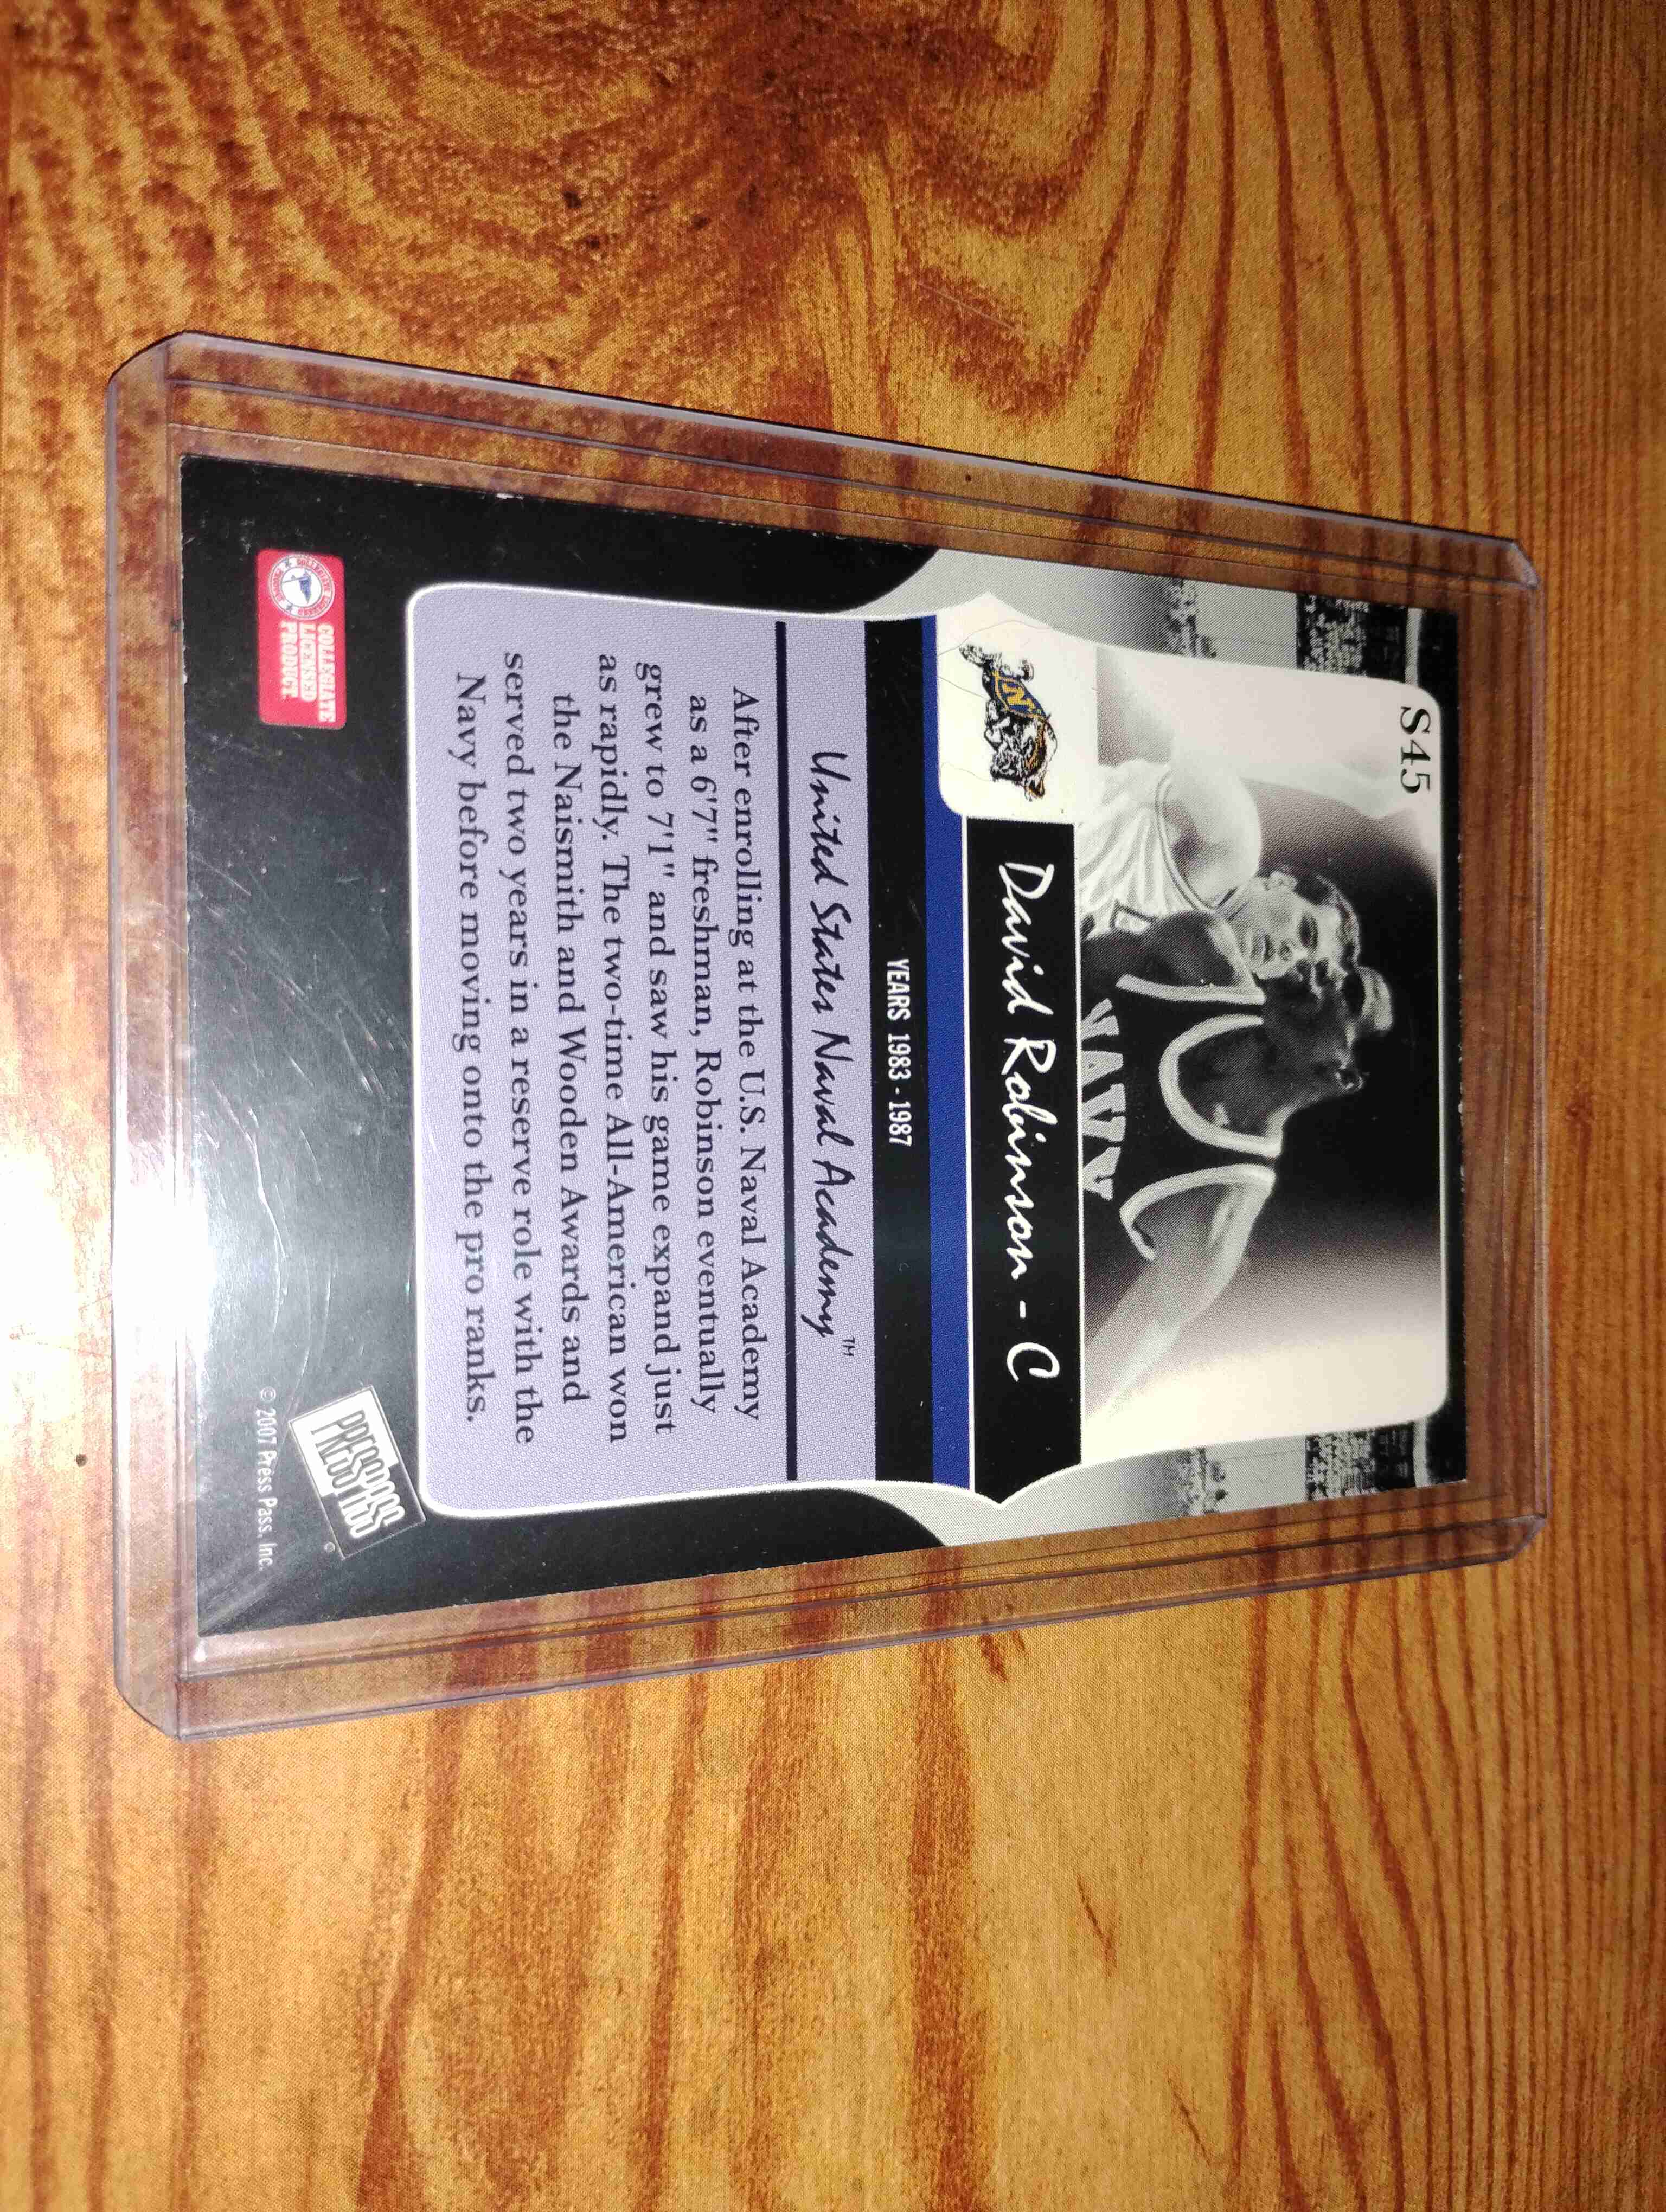 S45
NAVY
N
David Robinson - C
YEARS 1983 - 1987
United States Naval Academy™
After enrolling at the U.S. Naval Academy
as a 6'7" freshman, Robinson eventually
grew to 7'1" and saw his game expand just
as rapidly. The two-time All-American won
the Naismith and Wooden Awards and
served two years in a reserve role with the
Navy before moving onto the pro ranks.
COLLEGIATE
LICENSED
PRODUCT
PRESS PASS
© 2007 Press Pass, Inc.